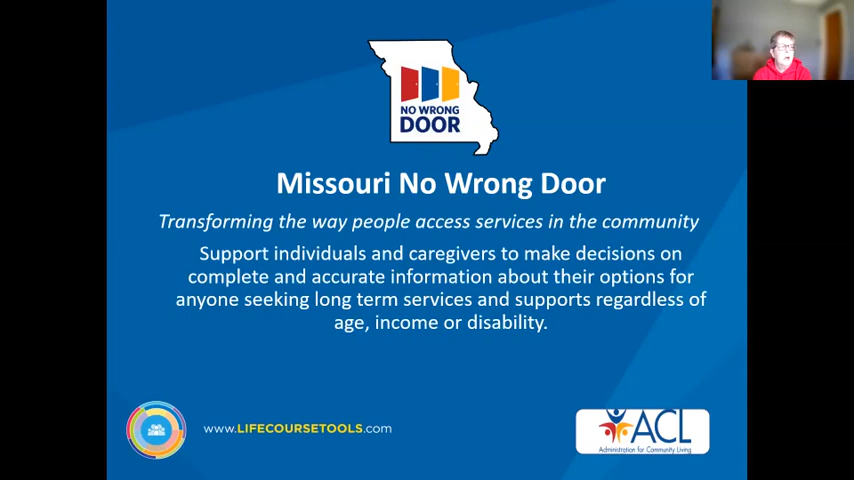 NO WRONG
DOOR
Missouri No Wrong Door
Transforming the way people access services in the community
Support individuals and caregivers to make decisions on
complete and accurate information about their options for
anyone seeking long term services and supports regardless of
age, income or disability.
www.LIFECOURSETOOLS.com
ACL
Administration for Community Living